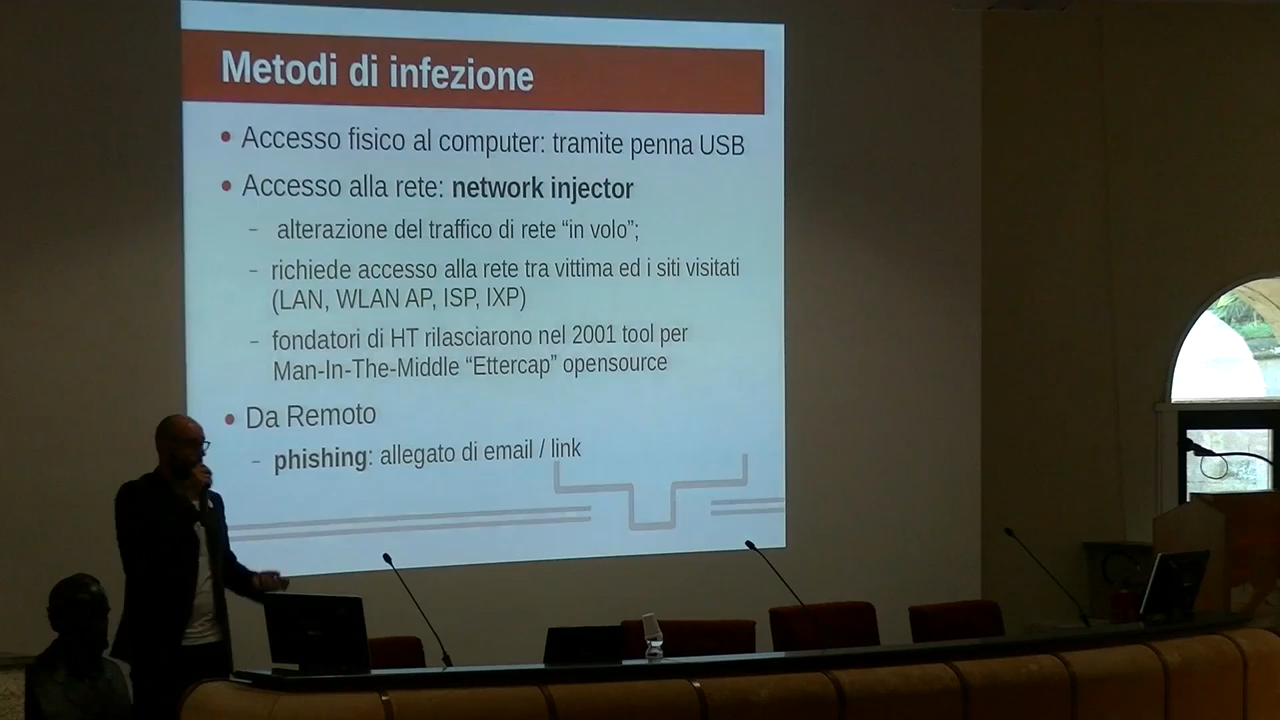 Metodi di infezione
• Accesso fisico al computer: tramite penna USB
• Accesso alla rete: network injector
– alterazione del traffico di rete “in volo”;
– richiede accesso alla rete tra vittima ed i siti visitati
(LAN, WLAN AP, ISP, IXP)
– fondatori di HT rilasciarono nel 2001 tool per
Man-In-The-Middle “Ettercap” opensource
• Da Remoto
– phishing: allegato di email / link